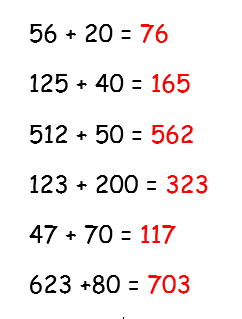 56 + 20 = 76
125 + 40 = 165
512 + 50 = 562
123 + 200 = 323
47 + 70 = 117
623 +80 = 703